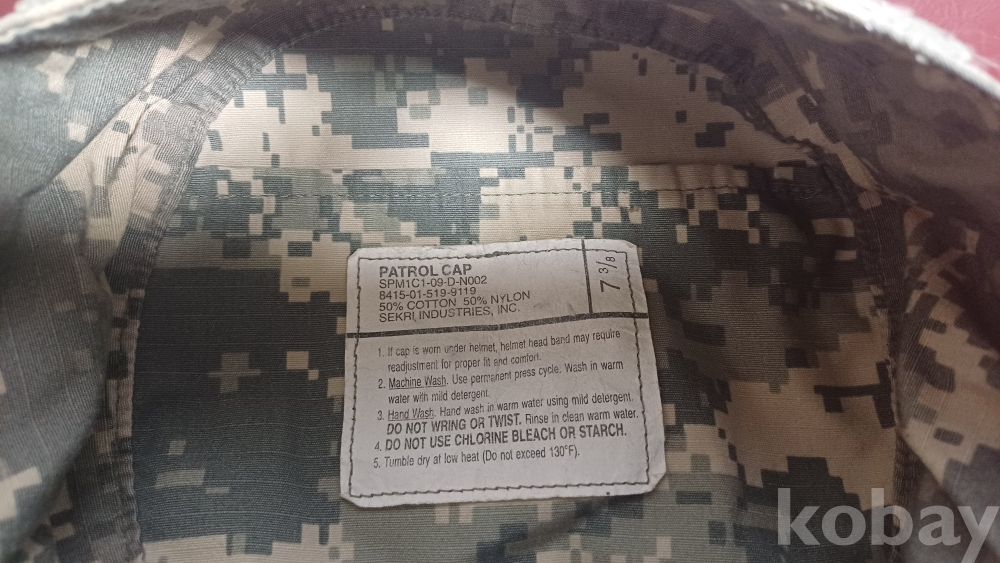 PATROL CAP
SPM1C1-09-D-N002
8415-01-519-9119
50% COTTON 50% NYLON
SEKRI INDUSTRIES, INC.
7 3/8
1. If cap is worn under helmet, helmet head band may require
readjustment for proper fit and comfort.
2. Machine Wash. Use permanent press cycle. Wash in warm
water with mild detergent.
3. Hand Wash. Hand wash in warm water using mild detergent.
DO NOT WRING OR TWIST. Rinse in clean warm water.
4. DO NOT USE CHLORINE BLEACH OR STARCH.
5. Tumble dry at low heat (Do not exceed 130°F).
kobay